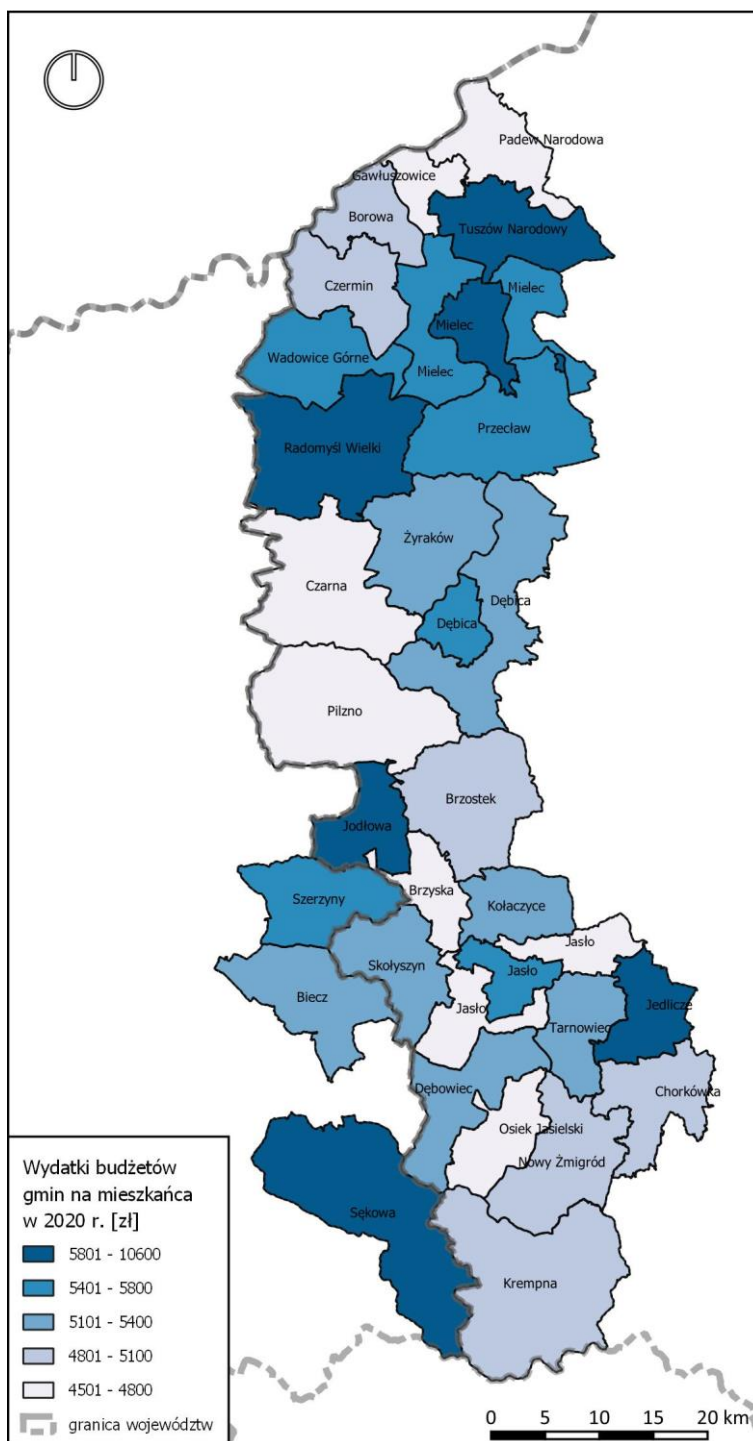 Padew Narodowa
Gawłuszowice
Borowa
Tuszów Narodowy
Czermin
Mielec
Mielec
Wadowice Górne
Mielec
Przecław
Radomyśl Wielki
Żyraków
Czarna
Dębica
Dębica
Pilzno
Brzostek
Jodłowa
Brzyska
Szerzyny
Kołaczyce
Jasło
Skołyszyn
Jasło
Biecz
Jasło
Jedlicze
Tarnowiec
Dębowiec
Chorkówka
Osiek Jasielski
Nowy Żmigród
Sękowa
Krempna
Wydatki budżetów
gmin na mieszkańca
w 2020 r. [zł]
5801 - 10600
5401 - 5800
5101 - 5400
4801 - 5100
4501 - 4800
granica województw
0 5 10 15 20 km